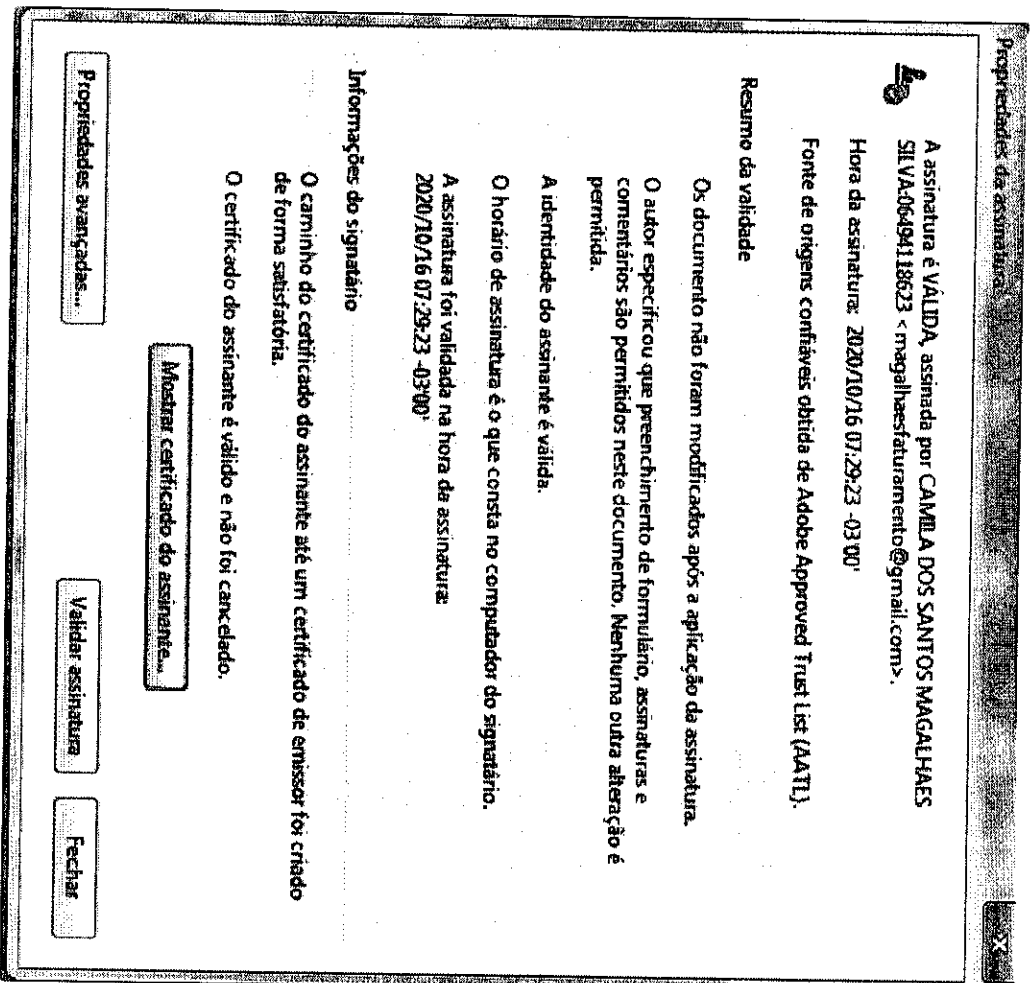 Propriedades da assinatura
X
A assinatura é VÁLIDA, assinada por CAMILA DOS SANTOS MAGALHAES
SILVA:06494118623 <magalhaesfaturamento@gmail.com>.
Hora da assinatura: 2020/10/16 07:29:23 -03'00'
Fonte de origens confiáveis obtida de Adobe Approved Trust List (AATL).
Resumo da validade
Os documento não foram modificados após a aplicação da assinatura.
O autor especificou que preenchimento de formulário, assinaturas e
comentários são permitidos neste documento. Nenhuma outra alteração é
permitida.
A identidade do assinante é válida.
O horário de assinatura é o que consta no computador do signatário.
A assinatura foi validada na hora da assinatura:
2020/10/16 07:29:23 -03'00'
Informações do signatário
O caminho do certificado do assinante até um certificado de emissor foi criado
de forma satisfatória.
O certificado do assinante é válido e não foi cancelado.
Mostrar certificado do assinante...
Propriedades avançadas...
Validar assinatura
Fechar